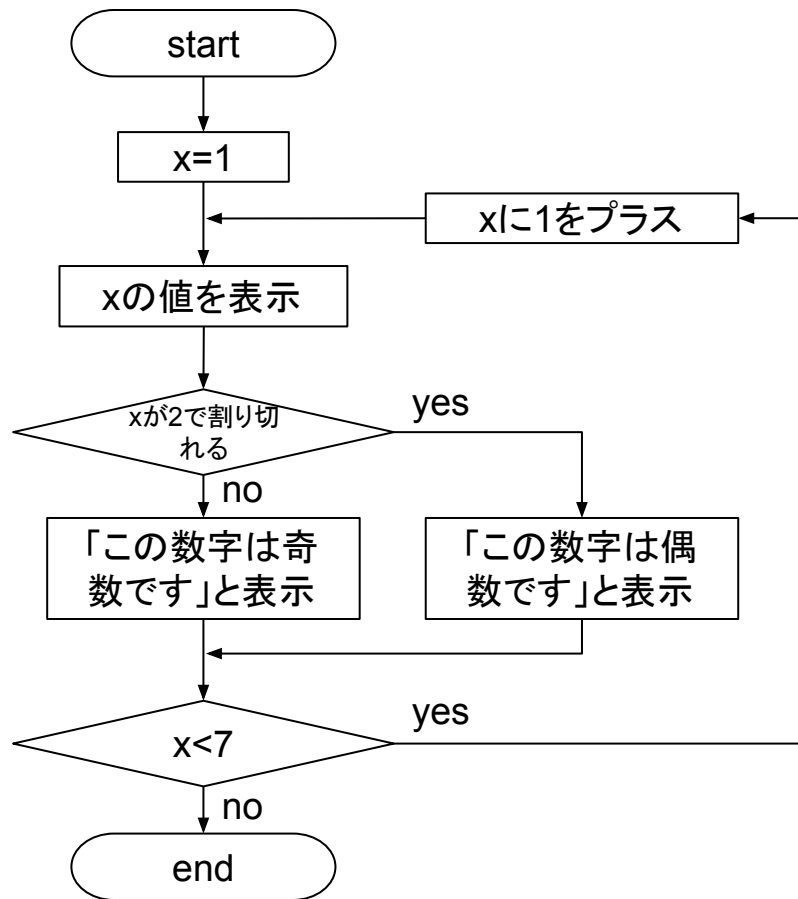 start
x=1
xに1をプラス
xの値を表示
xが2で割り切
れる
yes
no
「この数字は奇
数です」と表示
「この数字は偶
数です」と表示
x<7
yes
no
end